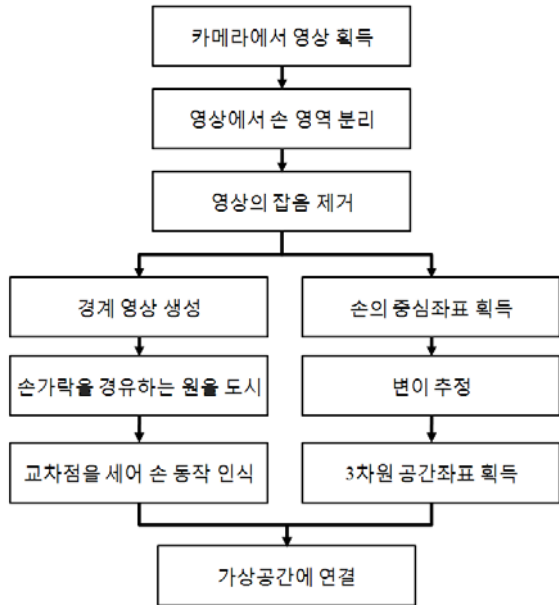 카메라에서 영상 획득
영상에서 손 영역 분리
영상의 잡음 제거
경계 영상 생성
손의 중심좌표 획득
손가락을 경유하는 원을 도시
변이 추정
교차점을 세어 손 동작 인식
3차원 공간좌표 획득
가상공간에 연결